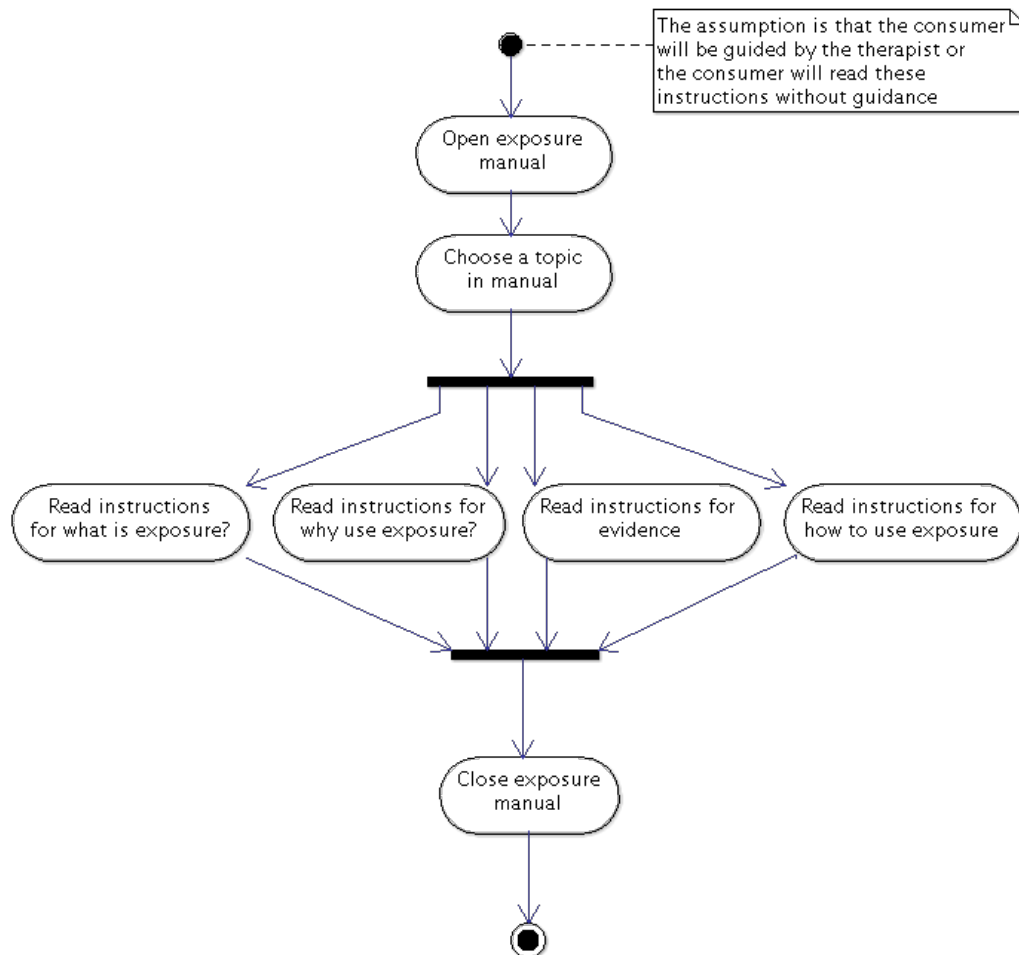 The assumption is that the consumer
will be guided by the therapist or
the consumer will read these
instructions without guidance
Open exposure
manual
Choose a topic
in manual
Read instructions
for what is exposure?
Read instructions for
why use exposure?
Read instructions for
evidence
Read instructions for
how to use exposure
Close exposure
manual